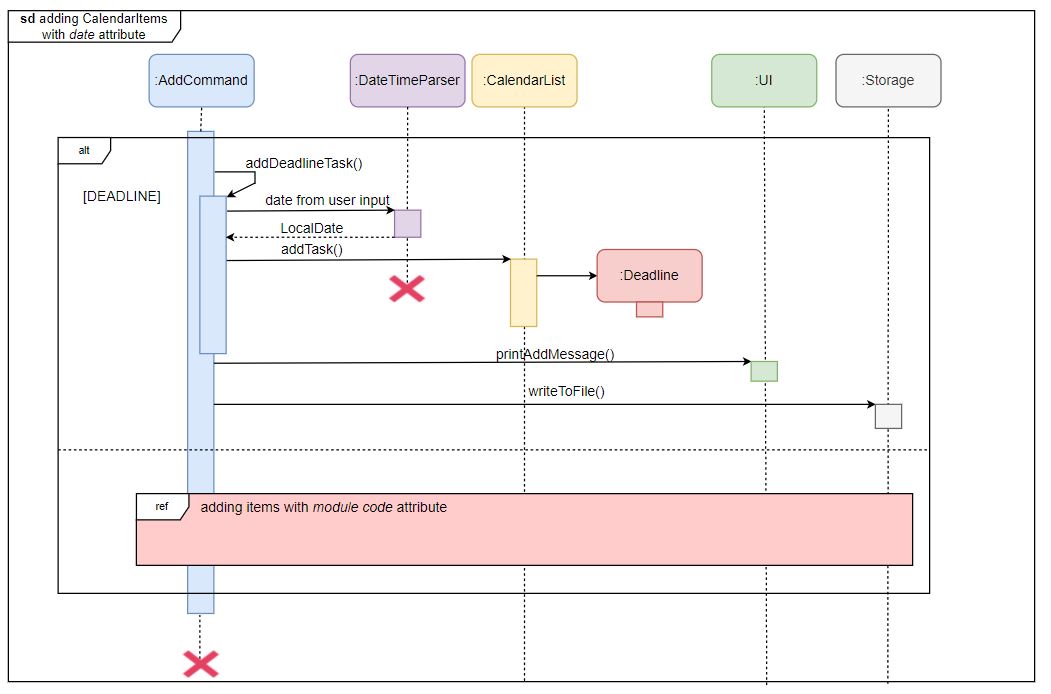 sd adding CalendarItems
with date attribute
:AddCommand
:DateTimeParser
:CalendarList
:UI
:Storage
alt
addDeadlineTask()
[DEADLINE]
date from user input
LocalDate
addTask()
:Deadline
printAddMessage()
writeToFile()
ref
adding items with module code attribute